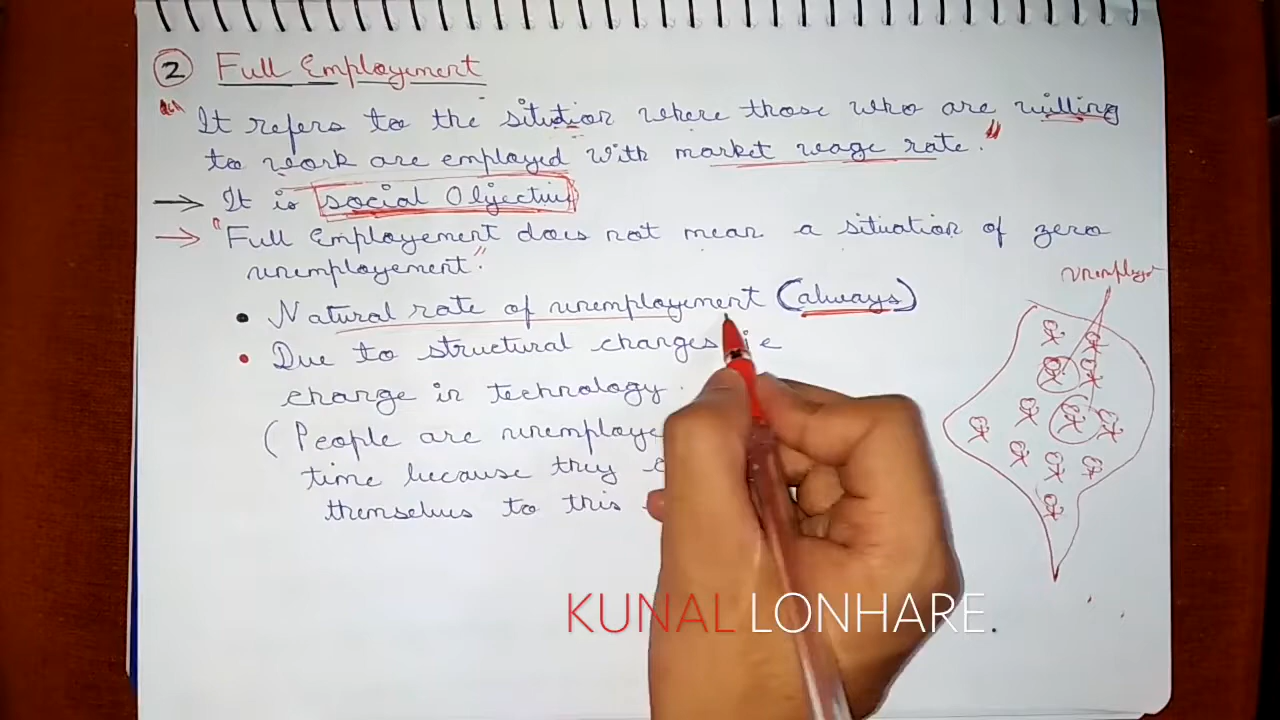 2 Full Employement
"It refers to the situation where those who are willing
to work are employed with market wage rate."
→ It is social Objective
→ "Full Employement does not mean a situation of zero
unemployement."
• Natural rate of unemployement (always)
• Due to structural changes ie
change in technology.
(People are unemploye
time because they
themselves to this
KUNAL LONHARE.